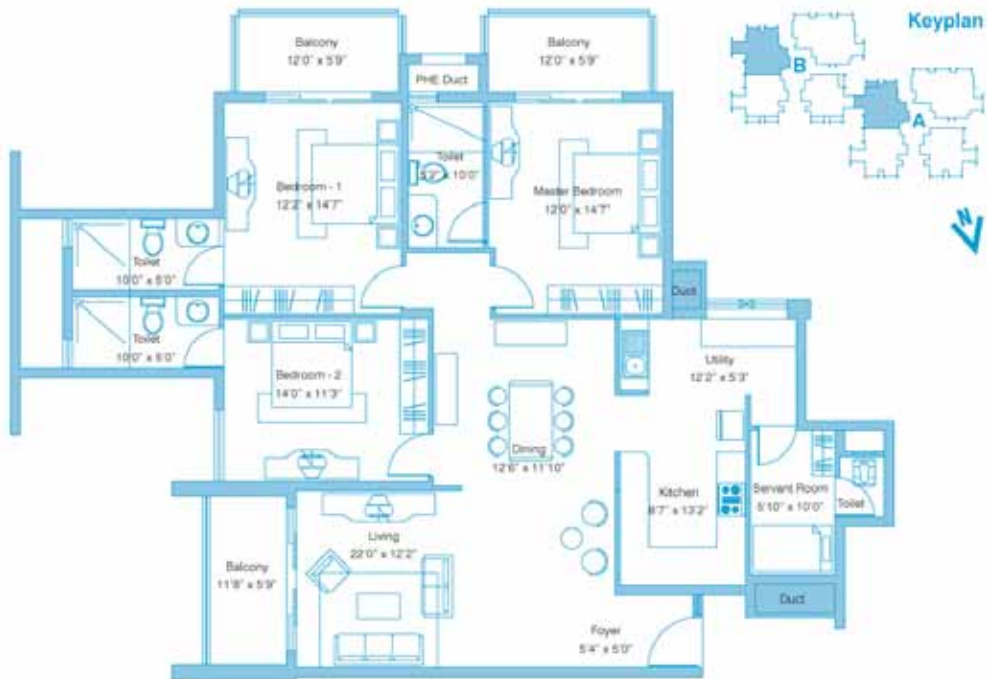 Keyplan
B
A
N
Balcony
12'0" x 5'9"
PHE Duct
Balcony
12'0" x 5'9"
Bedroom - 1
12'2" x 14'7"
Toilet
5'2" x 10'0"
Master Bedroom
12'0" x 14'7"
Toilet
10'0" x 5'0"
Toilet
10'0" x 5'0"
Duct
Bedroom - 2
14'0" x 11'3"
Utility
12'2" x 5'3"
Dining
12'6" x 11'10"
Kitchen
8'7" x 13'2"
Servant Room
5'10" x 10'0"
Toilet
Living
22'0" x 12'2"
Balcony
11'8" x 5'9"
Duct
Foyer
5'4" x 5'0"